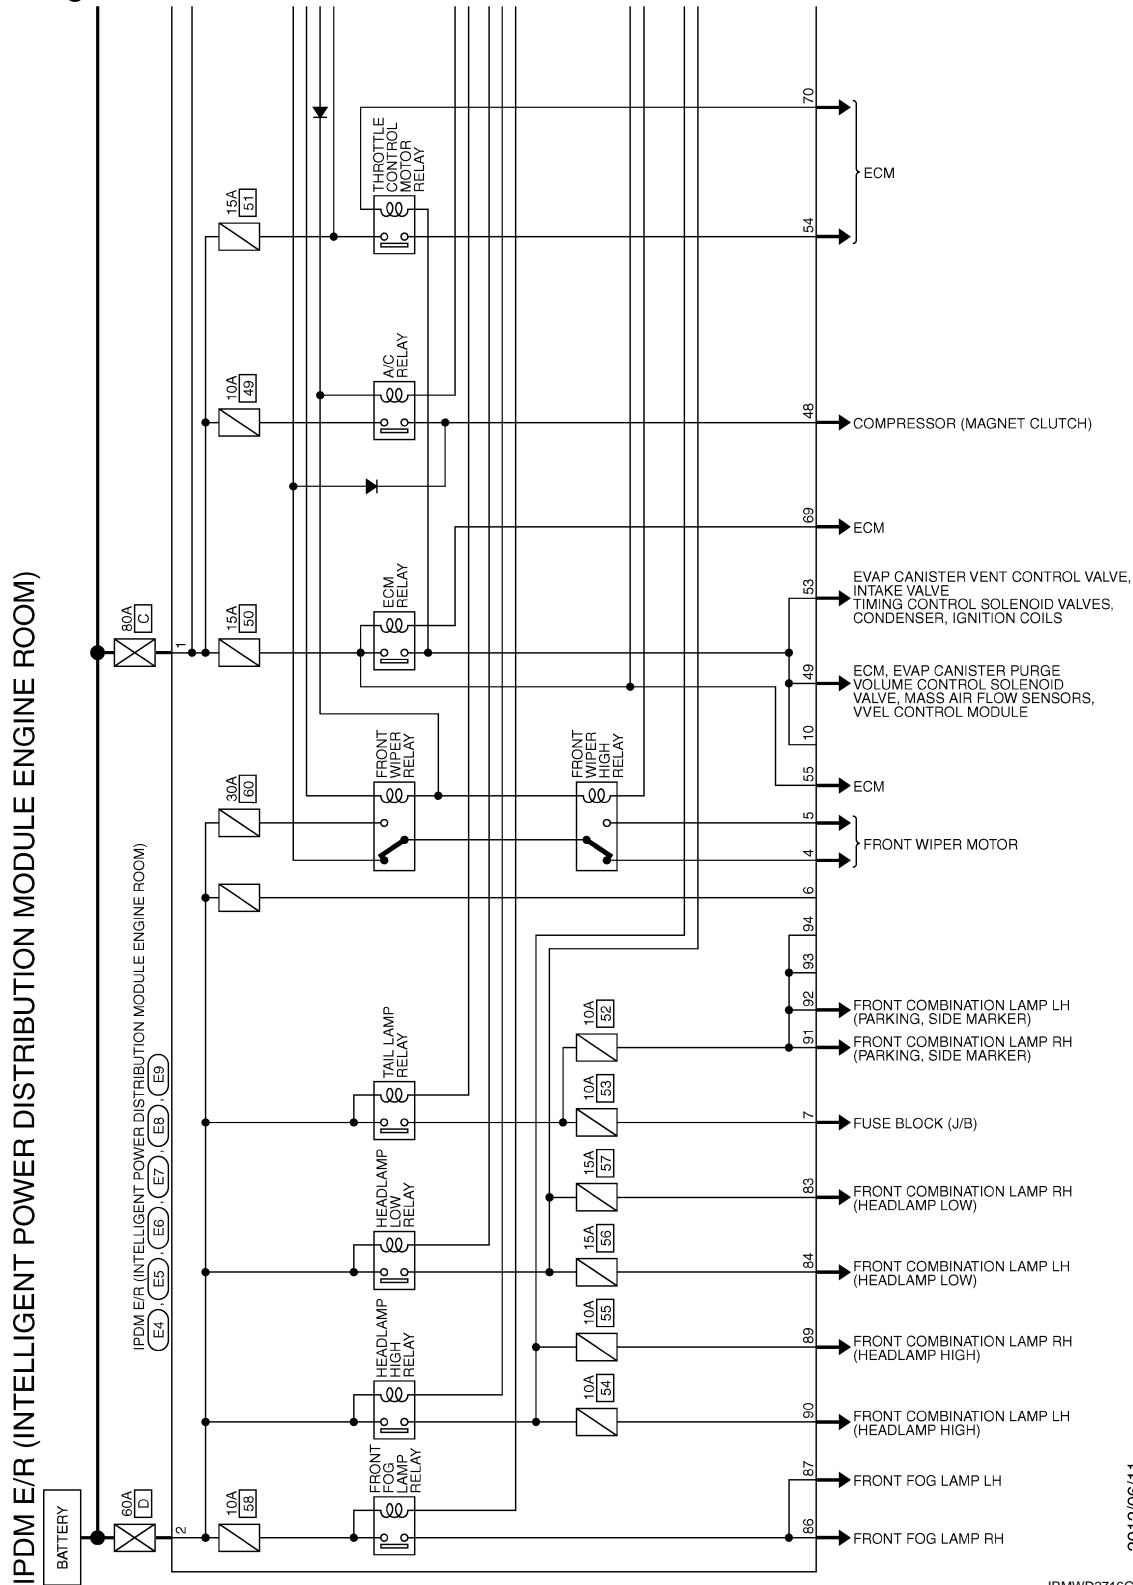 IPDM E/R (INTELLIGENT POWER DISTRIBUTION MODULE ENGINE ROOM)
BATTERY
80A
C
60A
D
1
2
IPDM E/R (INTELLIGENT POWER DISTRIBUTION MODULE ENGINE ROOM)
E4 , E5 , E6 , E7 , E8 , E9
15A
51
THROTTLE
CONTROL
MOTOR
RELAY
70
54
ECM
10A
49
A/C
RELAY
48
COMPRESSOR (MAGNET CLUTCH)
69
ECM
15A
50
ECM
RELAY
53
EVAP CANISTER VENT CONTROL VALVE,
INTAKE VALVE
TIMING CONTROL SOLENOID VALVES,
CONDENSER, IGNITION COILS
49
ECM, EVAP CANISTER PURGE
VOLUME CONTROL SOLENOID
VALVE, MASS AIR FLOW SENSORS,
VVEL CONTROL MODULE
10
55
ECM
30A
60
FRONT
WIPER
RELAY
FRONT
WIPER
HIGH
RELAY
5
4
FRONT WIPER MOTOR
6
94
93
10A
52
92
FRONT COMBINATION LAMP LH
(PARKING, SIDE MARKER)
91
FRONT COMBINATION LAMP RH
(PARKING, SIDE MARKER)
TAIL LAMP
RELAY
10A
53
7
FUSE BLOCK (J/B)
15A
57
83
FRONT COMBINATION LAMP RH
(HEADLAMP LOW)
HEADLAMP
LOW
RELAY
15A
56
84
FRONT COMBINATION LAMP LH
(HEADLAMP LOW)
10A
55
89
FRONT COMBINATION LAMP RH
(HEADLAMP HIGH)
HEADLAMP
HIGH
RELAY
10A
54
90
FRONT COMBINATION LAMP LH
(HEADLAMP HIGH)
10A
58
FRONT
FOG
LAMP
RELAY
87
FRONT FOG LAMP LH
86
FRONT FOG LAMP RH